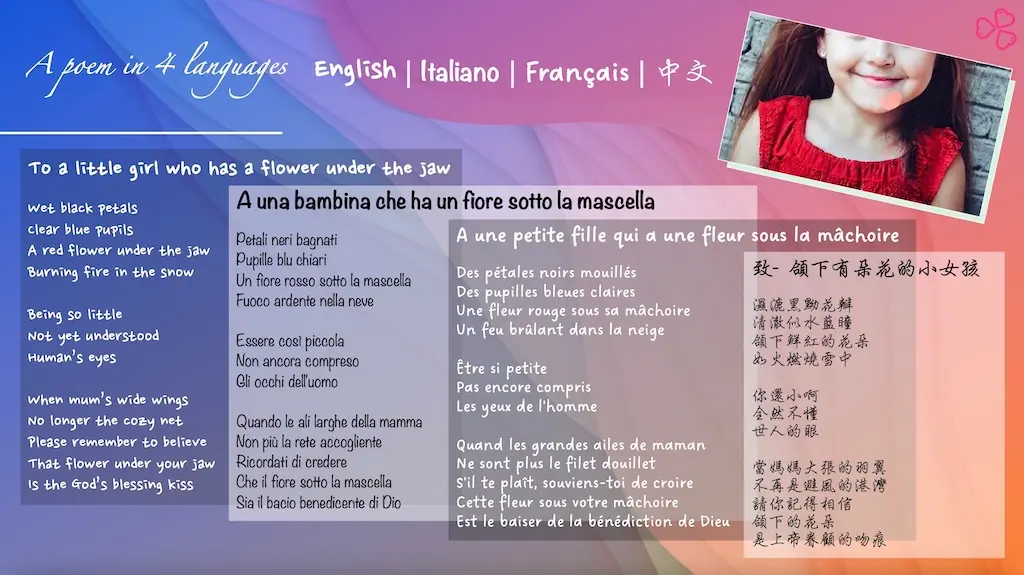 A poem in 4 languages
English | Italiano | Français | 中文
To a little girl who has a flower under the jaw
Wet black petals
Clear blue pupils
A red flower under the jaw
Burning fire in the snow
Being so little
Not yet understood
Human's eyes
When mum's wide wings
No longer the cozy net
Please remember to believe
That flower under your jaw
Is the God's blessing kiss
A una bambina che ha un fiore sotto la mascella
Petali neri bagnati
Pupille blu chiari
Un fiore rosso sotto la mascella
Fuoco ardente nella neve
Essere così piccola
Non ancora compreso
Gli occhi dell'uomo
Quando le ali larghe della mamma
Non più la rete accogliente
Ricordati di credere
Che il fiore sotto la mascella
Sia il bacio benedicente di Dio
A une petite fille qui a une fleur sous la mâchoire
Des pétales noirs mouillés
Des pupilles bleues claires
Une fleur rouge sous sa mâchoire
Un feu brûlant dans la neige
Être si petite
Pas encore compris
Les yeux de l'homme
Quand les grandes ailes de maman
Ne sont plus le filet douillet
S'il te plaît, souviens-toi de croire
Cette fleur sous votre mâchoire
Est le baiser de la bénédiction de Dieu
致- 頜下有朵花的小女孩
濕漉黑黝花瓣
清澈似水藍瞳
頜下鮮紅的花朵
如火燃燒雪中
你還小啊
全然不懂
世人的眼
當媽媽大張的羽翼
不再是避風的港灣
請你記得相信
頜下的花朵
是上帝眷顧的吻痕